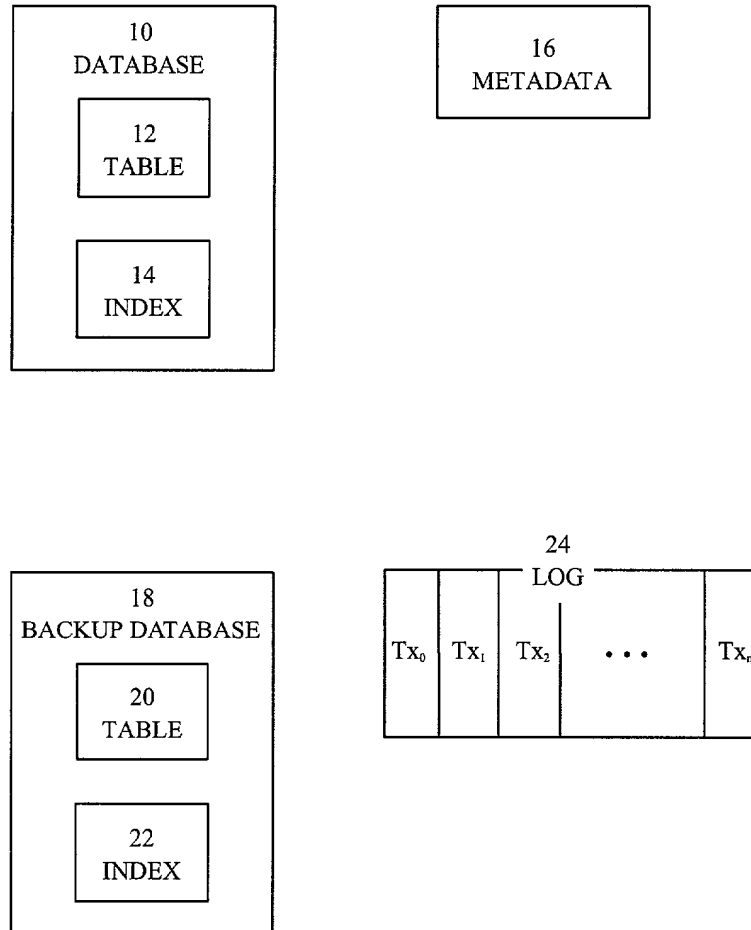 10
DATABASE
12
TABLE
14
INDEX
16
METADATA
18
BACKUP DATABASE
20
TABLE
22
INDEX
24
LOG
Tx₀ Tx₁ Tx₂ • • • Txₙ